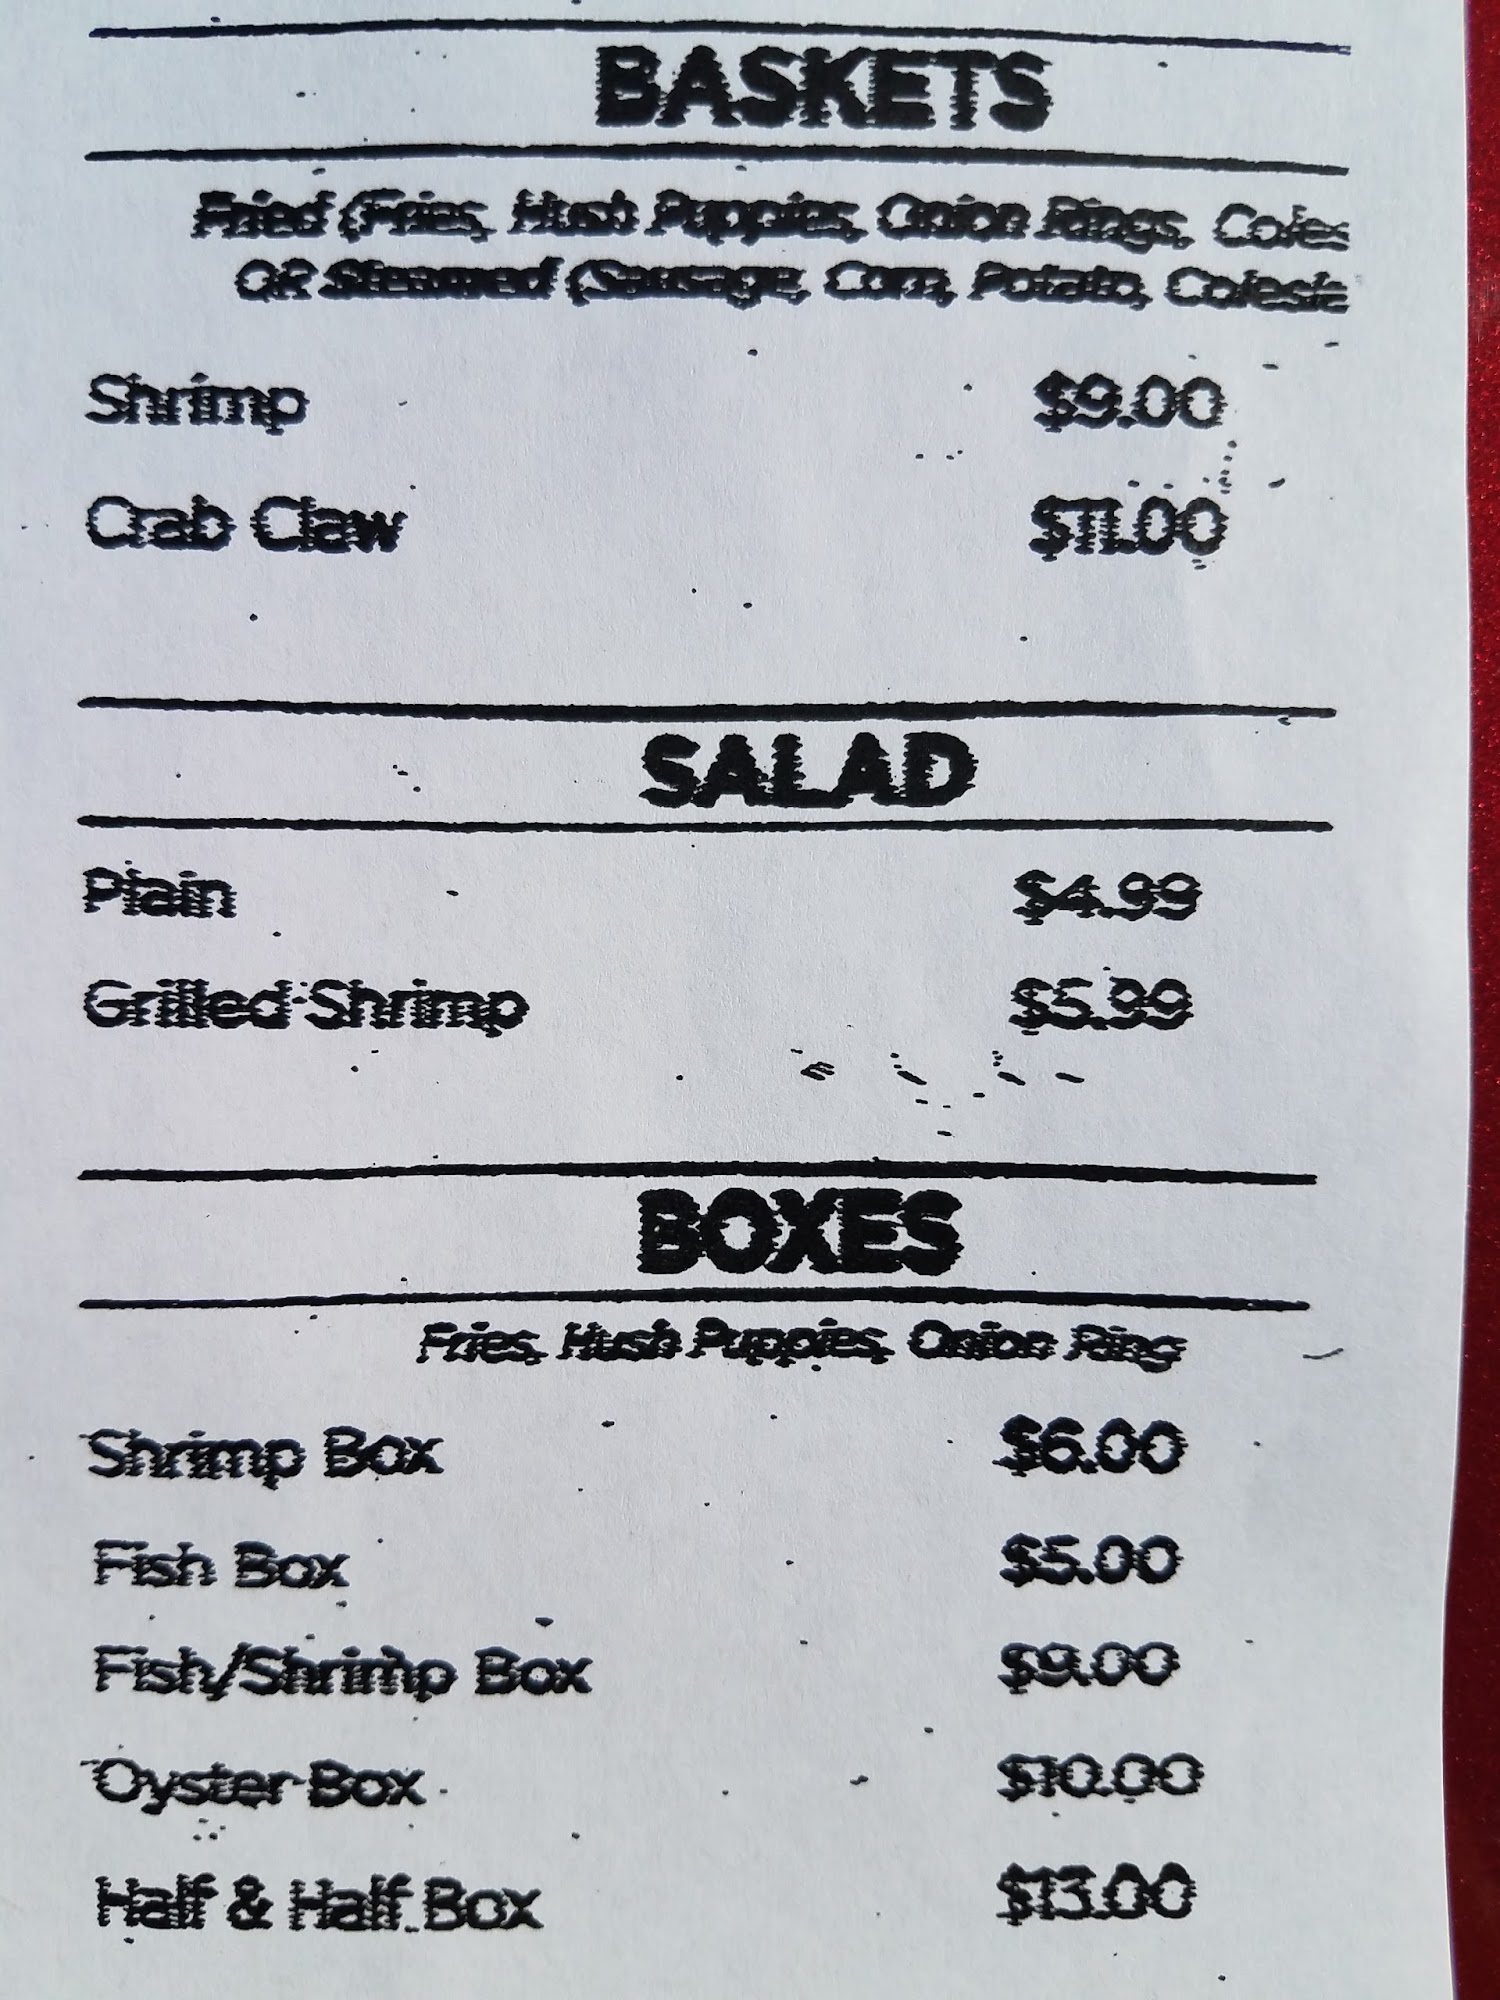 BASKETS
Fried (Fries, Hush Puppies, Onion Rings,
OR Steamed (Sausage, Corn, Potato,
Shrimp $9.00
Crab Claw $11.00
SALAD
Plain $4.99
Grilled Shrimp $5.99
BOXES
Fries, Hush Puppies, Onion Ring
Shrimp Box $6.00
Fish Box $5.00
Fish/Shrimp Box $9.00
Oyster Box $10.00
Half & Half Box $13.00